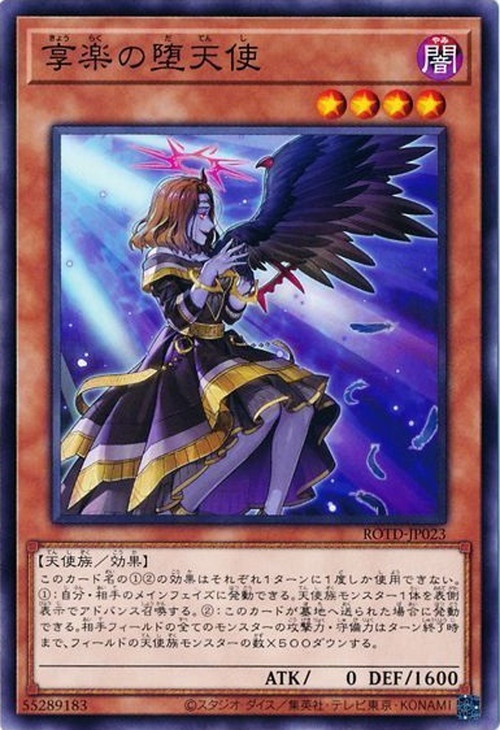 享楽の堕天使
闇
ROTD-JP023
【天使族/効果】
このカード名の①②の効果はそれぞれ1ターンに1度しか使用できない。
①:自分・相手のメインフェイズに発動できる。天使族モンスター1体を表側
表示でアドバンス召喚する。②:このカードが墓地へ送られた場合に発動
できる。相手フィールドの全てのモンスターの攻撃力・守備力はターン終了時
まで、フィールドの天使族モンスターの数×500ダウンする。
ATK/ 0 DEF/1600
55289183
©スタジオ・ダイス/集英社・テレビ東京・KONAMI